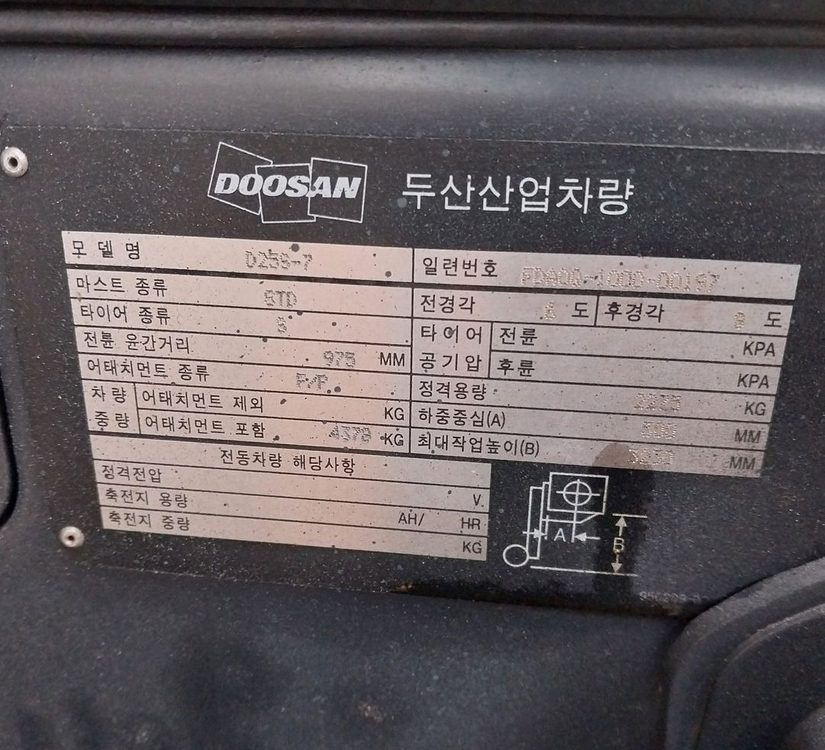 DOOSAN 두산산업차량
모델명 D25S-7
일련번호
마스트 종류 STD
전경각 도 후경각 도
타이어 종류 S
타이어 공기압 전륜 KPA
전륜 윤간거리 975 MM
후륜 KPA
어태치먼트 종류 P/P
정격용량 KG
차량 중량 어태치먼트 제외 KG
하중중심(A) MM
어태치먼트 포함 4378 KG
최대작업높이(B) MM
전동차량 해당사항
정격전압 V
축전지 용량 AH/ HR
축전지 중량 KG
A
B